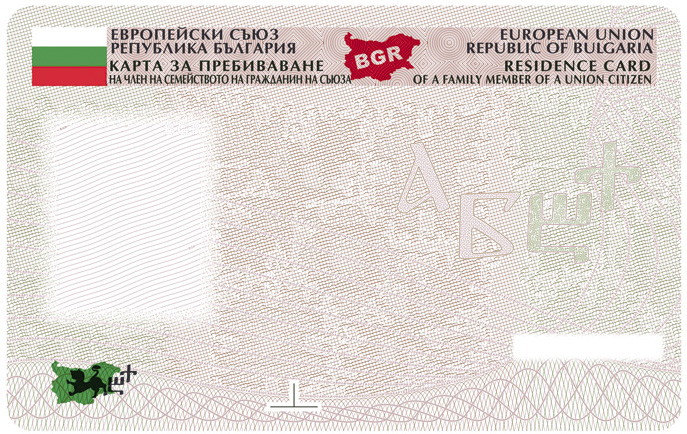 ЕВРОПЕЙСКИ СЪЮЗ
РЕПУБЛИКА БЪЛГАРИЯ
КАРТА ЗА ПРЕБИВАВАНЕ
НА ЧЛЕН НА СЕМЕЙСТВОТО НА ГРАЖДАНИН НА СЪЮЗА
BGR
EUROPEAN UNION
REPUBLIC OF BULGARIA
RESIDENCE CARD
OF A FAMILY MEMBER OF A UNION CITIZEN
АБЩ